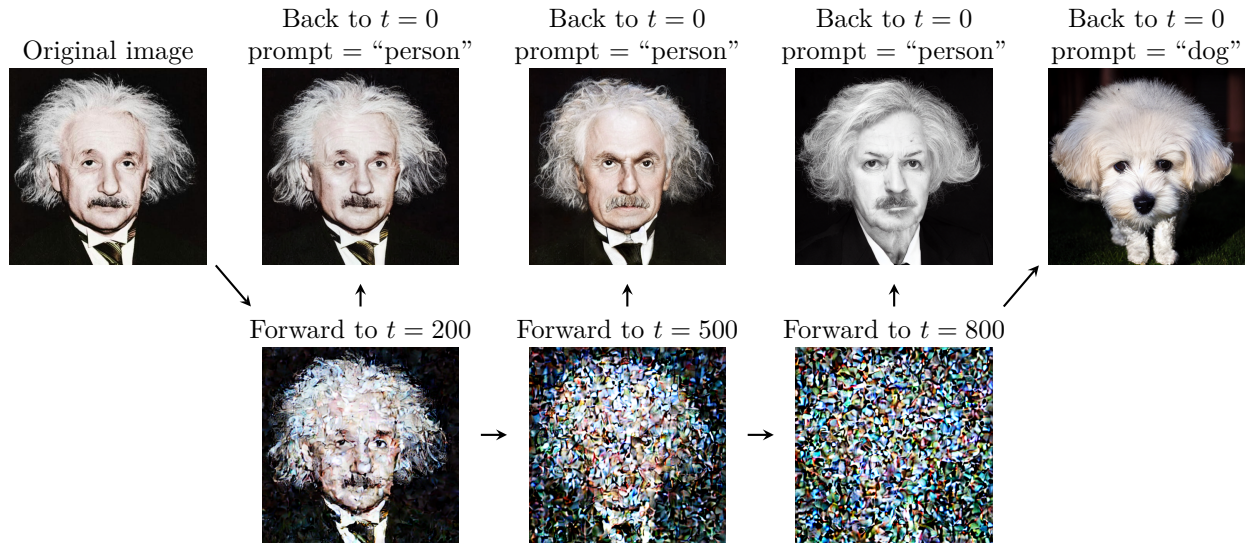 Original image
Back to t = 0
prompt = “person”
Back to t = 0
prompt = “person”
Back to t = 0
prompt = “person”
Back to t = 0
prompt = “dog”
Forward to t = 200
Forward to t = 500
Forward to t = 800